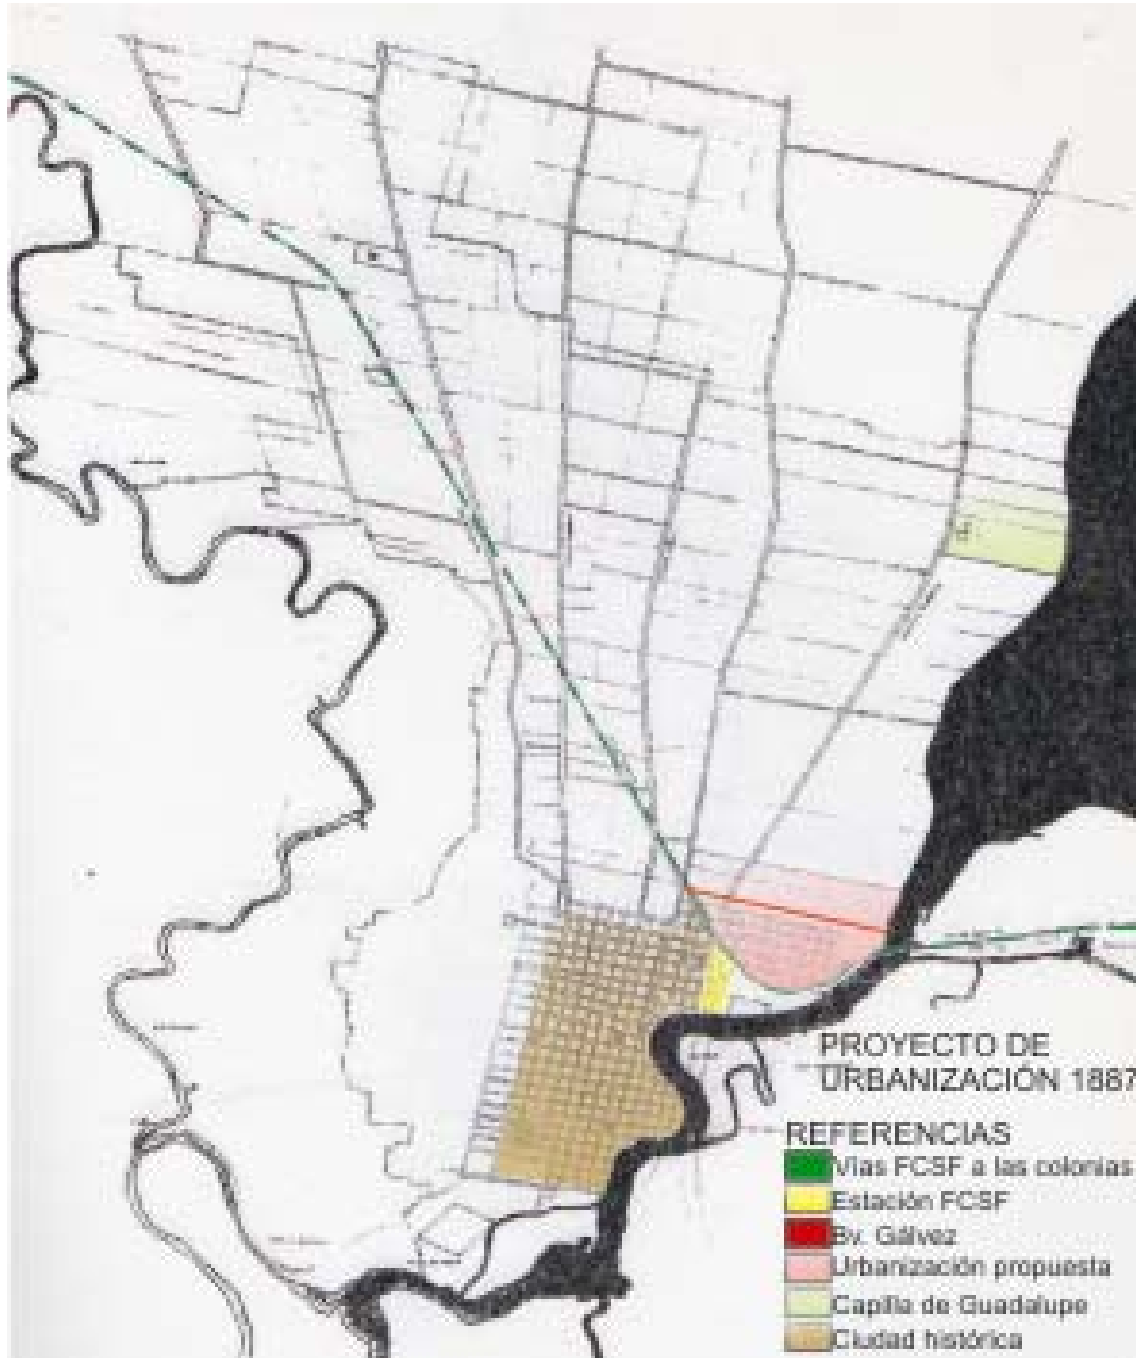 PROYECTO DE
URBANIZACIÓN 1887
REFERENCIAS
Vías FCSF a las colonias
Estación FCSF
Bv. Gálvez
Urbanización propuesta
Capilla de Guadalupe
Ciudad histórica